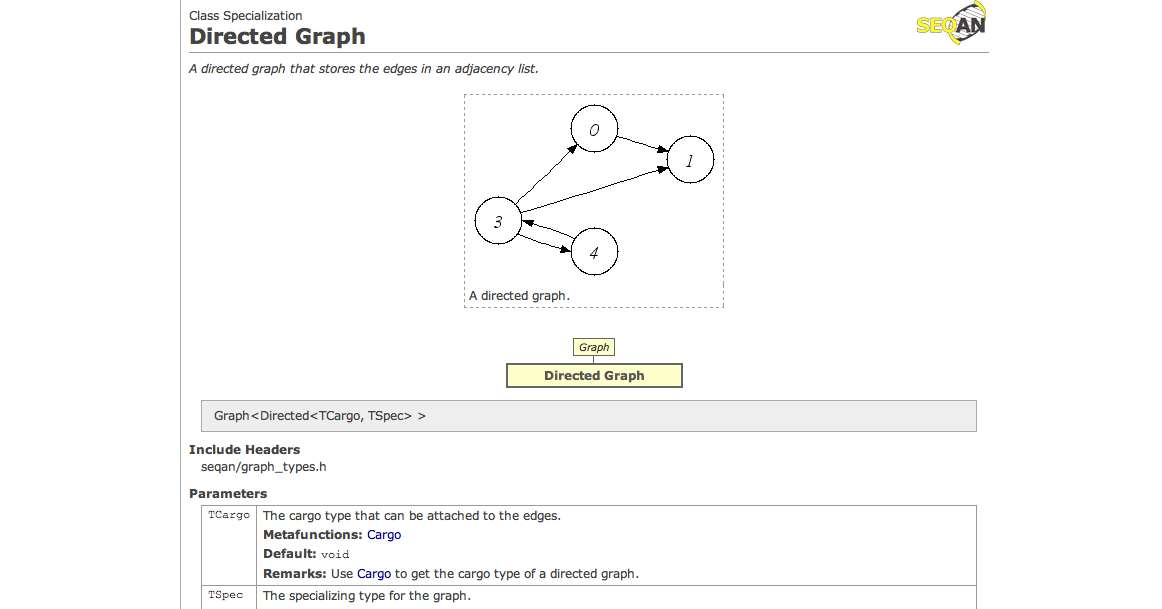 Class Specialization
Directed Graph
SEQAN
A directed graph that stores the edges in an adjacency list.
0
1
3
4
A directed graph.
Graph
Directed Graph
Graph<Directed<TCargo, TSpec> >
Include Headers
seqan/graph_types.h
Parameters
TCargo The cargo type that can be attached to the edges.
Metafunctions: Cargo
Default: void
Remarks: Use Cargo to get the cargo type of a directed graph.
TSpec The specializing type for the graph.